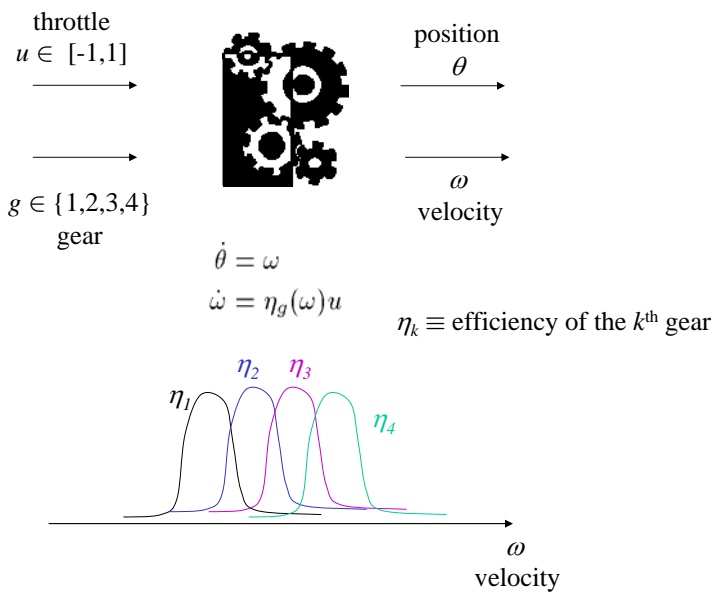 throttle
u ∈ [-1,1]
position
θ
g ∈ {1,2,3,4}
gear
ω
velocity
θ̇ = ω
ω̇ = η_g(ω)u
η_k ≡ efficiency of the k^th gear
η_1
η_2
η_3
η_4
ω
velocity